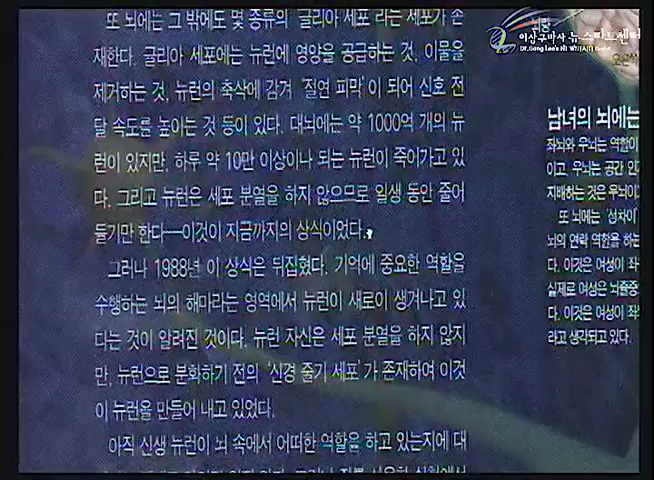 또 뇌에는 그 밖에도 몇 종류의 '글리아 세포'라는 세포가 존
재한다. 글리아 세포에는 뉴런에 영양을 공급하는 것, 이물을
제거하는 것, 뉴런의 축삭에 감겨 '절연 피막'이 되어 신호 전
달 속도를 높이는 것 등이 있다. 대뇌에는 약 1000억 개의 뉴
런이 있지만, 하루 약 10만 이상이나 되는 뉴런이 죽어가고 있
다. 그리고 뉴런은 세포 분열을 하지 않으므로 일생 동안 줄어
들기만 한다—이것이 지금까지의 상식이었다.
그러나 1988년 이 상식은 뒤집혔다. 기억에 중요한 역할을
수행하는 뇌의 해마라는 영역에서 뉴런이 새로이 생겨나고 있
다는 것이 알려진 것이다. 뉴런 자신은 세포 분열을 하지 않지
만, 뉴런으로 분화하기 전의 '신경 줄기 세포'가 존재하여 이것
이 뉴런을 만들어 내고 있었다.
아직 신생 뉴런이 뇌 속에서 어떠한 역할을 하고 있는지에 대
이상구박사 뉴스타트센터
남녀의 뇌에는
좌뇌와 우뇌는 역할이
이고, 우뇌는 공간
지배하는 것은 우뇌이
또 뇌에는 '성차'
뇌의 연락 역할을 하는
다. 이것은 여성이 좌
실제로 여성은 뇌졸중
다. 이것은 여성이 좌
라고 생각되고 있다.